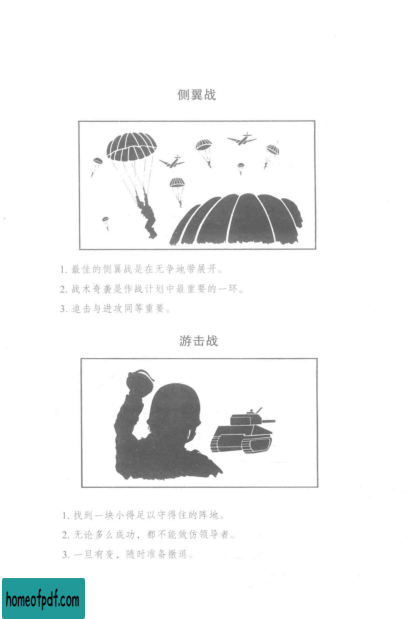 侧翼战
1. 最佳的侧翼战是在无争地带展开。
2. 战术奇袭是作战计划中最重要的一环。
3. 追击与进攻同等重要。
游击战
1. 找到一块小得足以守得住的阵地。
2. 无论多么成功，都不能做仿领导者。
3. 一旦有变，随时准备撤退。
homeofpdf.com